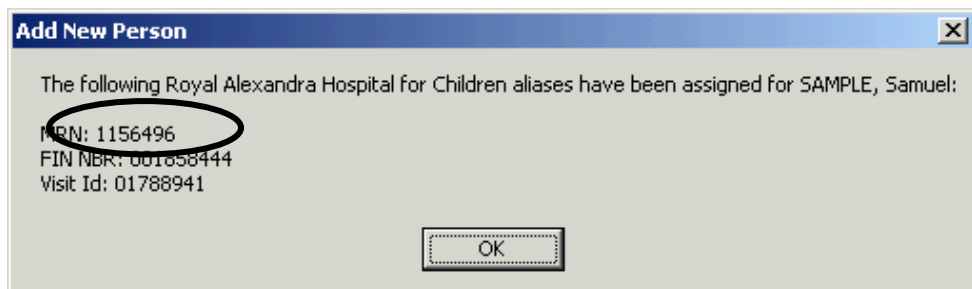 Add New Person
The following Royal Alexandra Hospital for Children aliases have been assigned for SAMPLE, Samuel:
MRN: 1156496
FIN NBR: 001858444
Visit Id: 01788941
OK